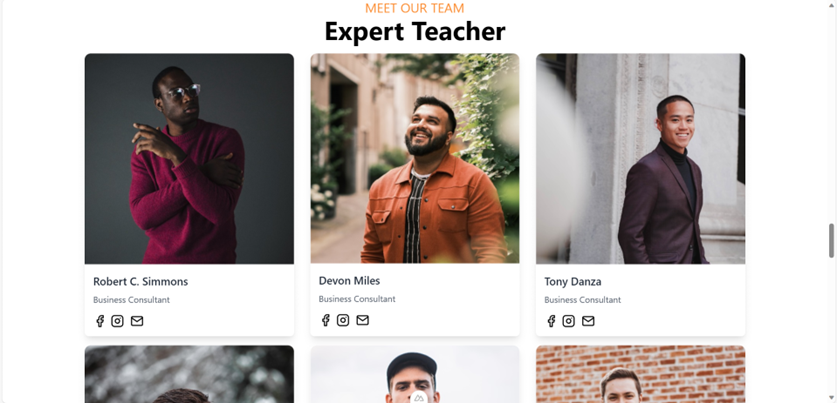 MEET OUR TEAM
Expert Teacher
Robert C. Simmons
Business Consultant
Devon Miles
Business Consultant
Tony Danza
Business Consultant